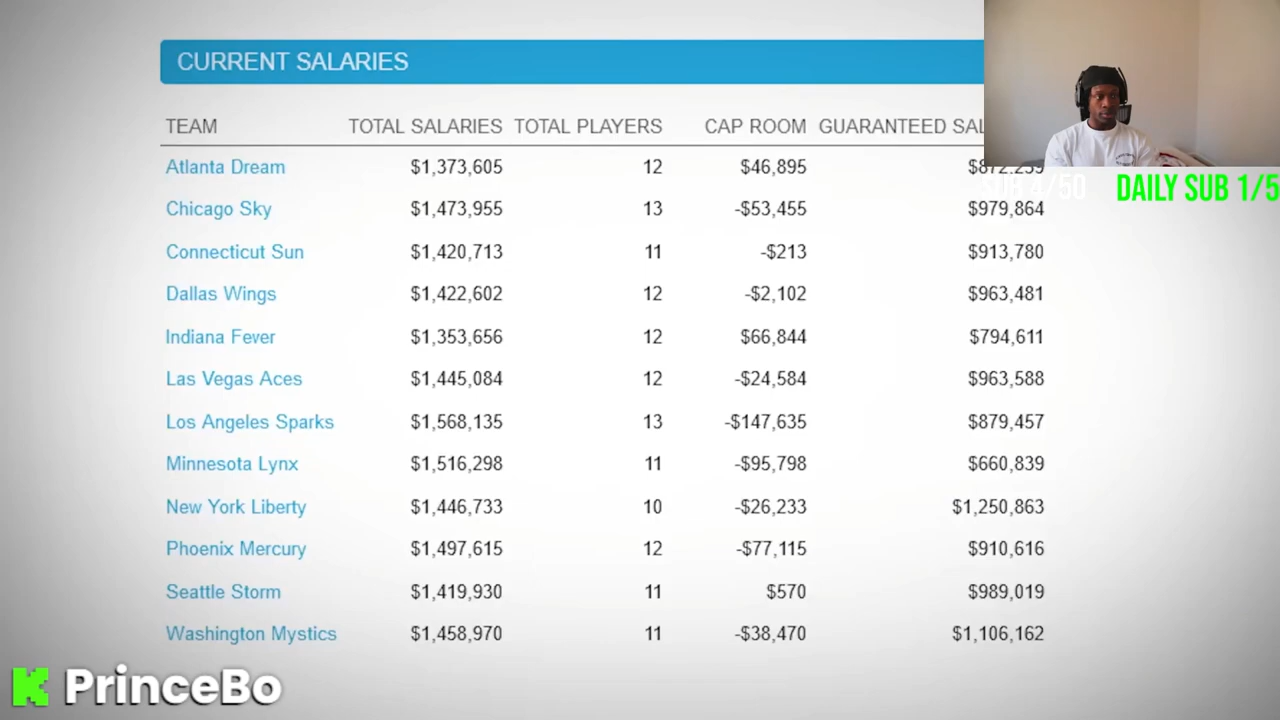 CURRENT SALARIES
TEAM TOTAL SALARIES TOTAL PLAYERS CAP ROOM GUARANTEED SAL
Atlanta Dream $1,373,605 12 $46,895 $872,259
SUB 4/50 DAILY SUB 1/5
Chicago Sky $1,473,955 13 -$53,455 $979,864
Connecticut Sun $1,420,713 11 -$213 $913,780
Dallas Wings $1,422,602 12 -$2,102 $963,481
Indiana Fever $1,353,656 12 $66,844 $794,611
Las Vegas Aces $1,445,084 12 -$24,584 $963,588
Los Angeles Sparks $1,568,135 13 -$147,635 $879,457
Minnesota Lynx $1,516,298 11 -$95,798 $660,839
New York Liberty $1,446,733 10 -$26,233 $1,250,863
Phoenix Mercury $1,497,615 12 -$77,115 $910,616
Seattle Storm $1,419,930 11 $570 $989,019
Washington Mystics $1,458,970 11 -$38,470 $1,106,162
K PrinceBo